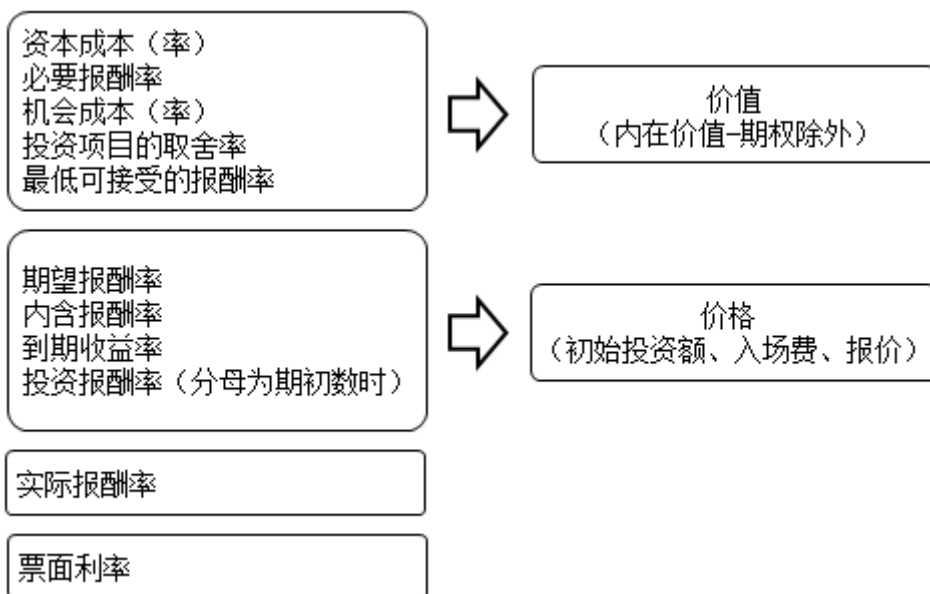 资本成本（率）
必要报酬率
机会成本（率）
投资项目的取舍率
最低可接受的报酬率
价值
（内在价值-期权除外）
期望报酬率
内含报酬率
到期收益率
投资报酬率（分母为期初数时）
价格
（初始投资额、入场费、报价）
实际报酬率
票面利率